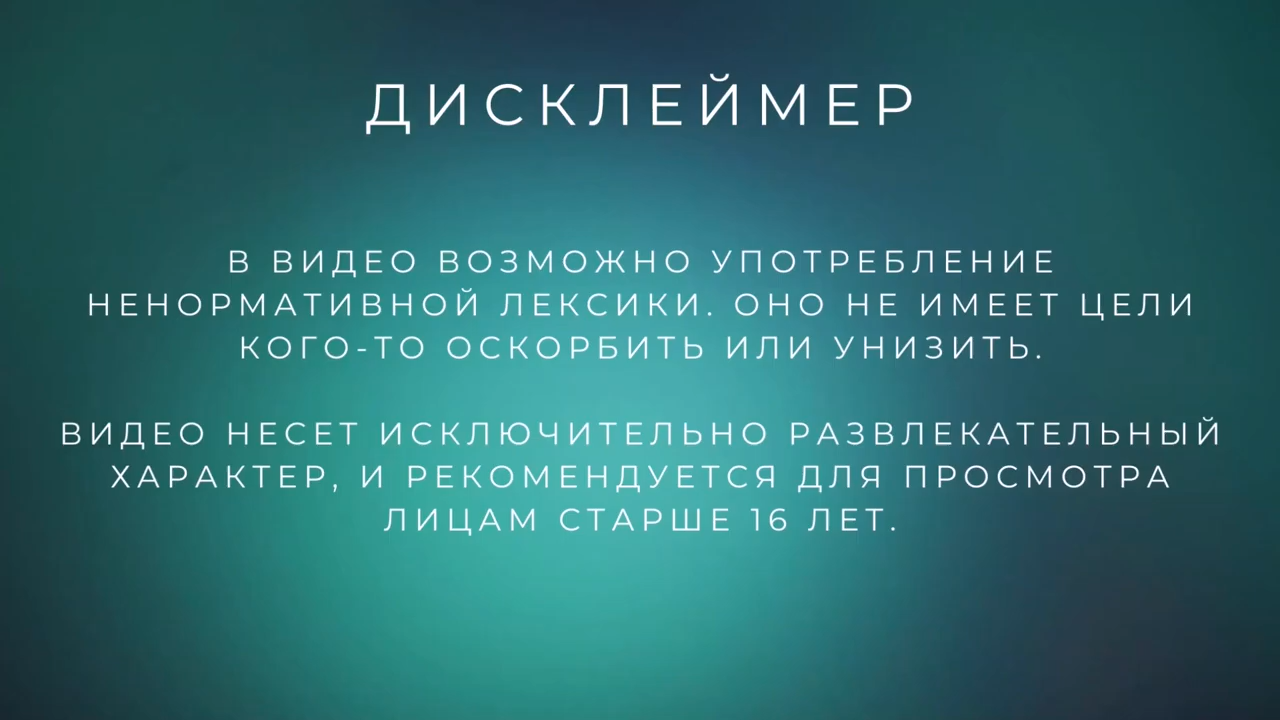 ДИСКЛЕЙМЕР
В ВИДЕО ВОЗМОЖНО УПОТРЕБЛЕНИЕ
НЕНОРМАТИВНОЙ ЛЕКСИКИ. ОНО НЕ ИМЕЕТ ЦЕЛИ
КОГО-ТО ОСКОРБИТЬ ИЛИ УНИЗИТЬ.
ВИДЕО НЕСЕТ ИСКЛЮЧИТЕЛЬНО РАЗВЛЕКАТЕЛЬНЫЙ
ХАРАКТЕР, И РЕКОМЕНДУЕТСЯ ДЛЯ ПРОСМОТРА
ЛИЦАМ СТАРШЕ 16 ЛЕТ.